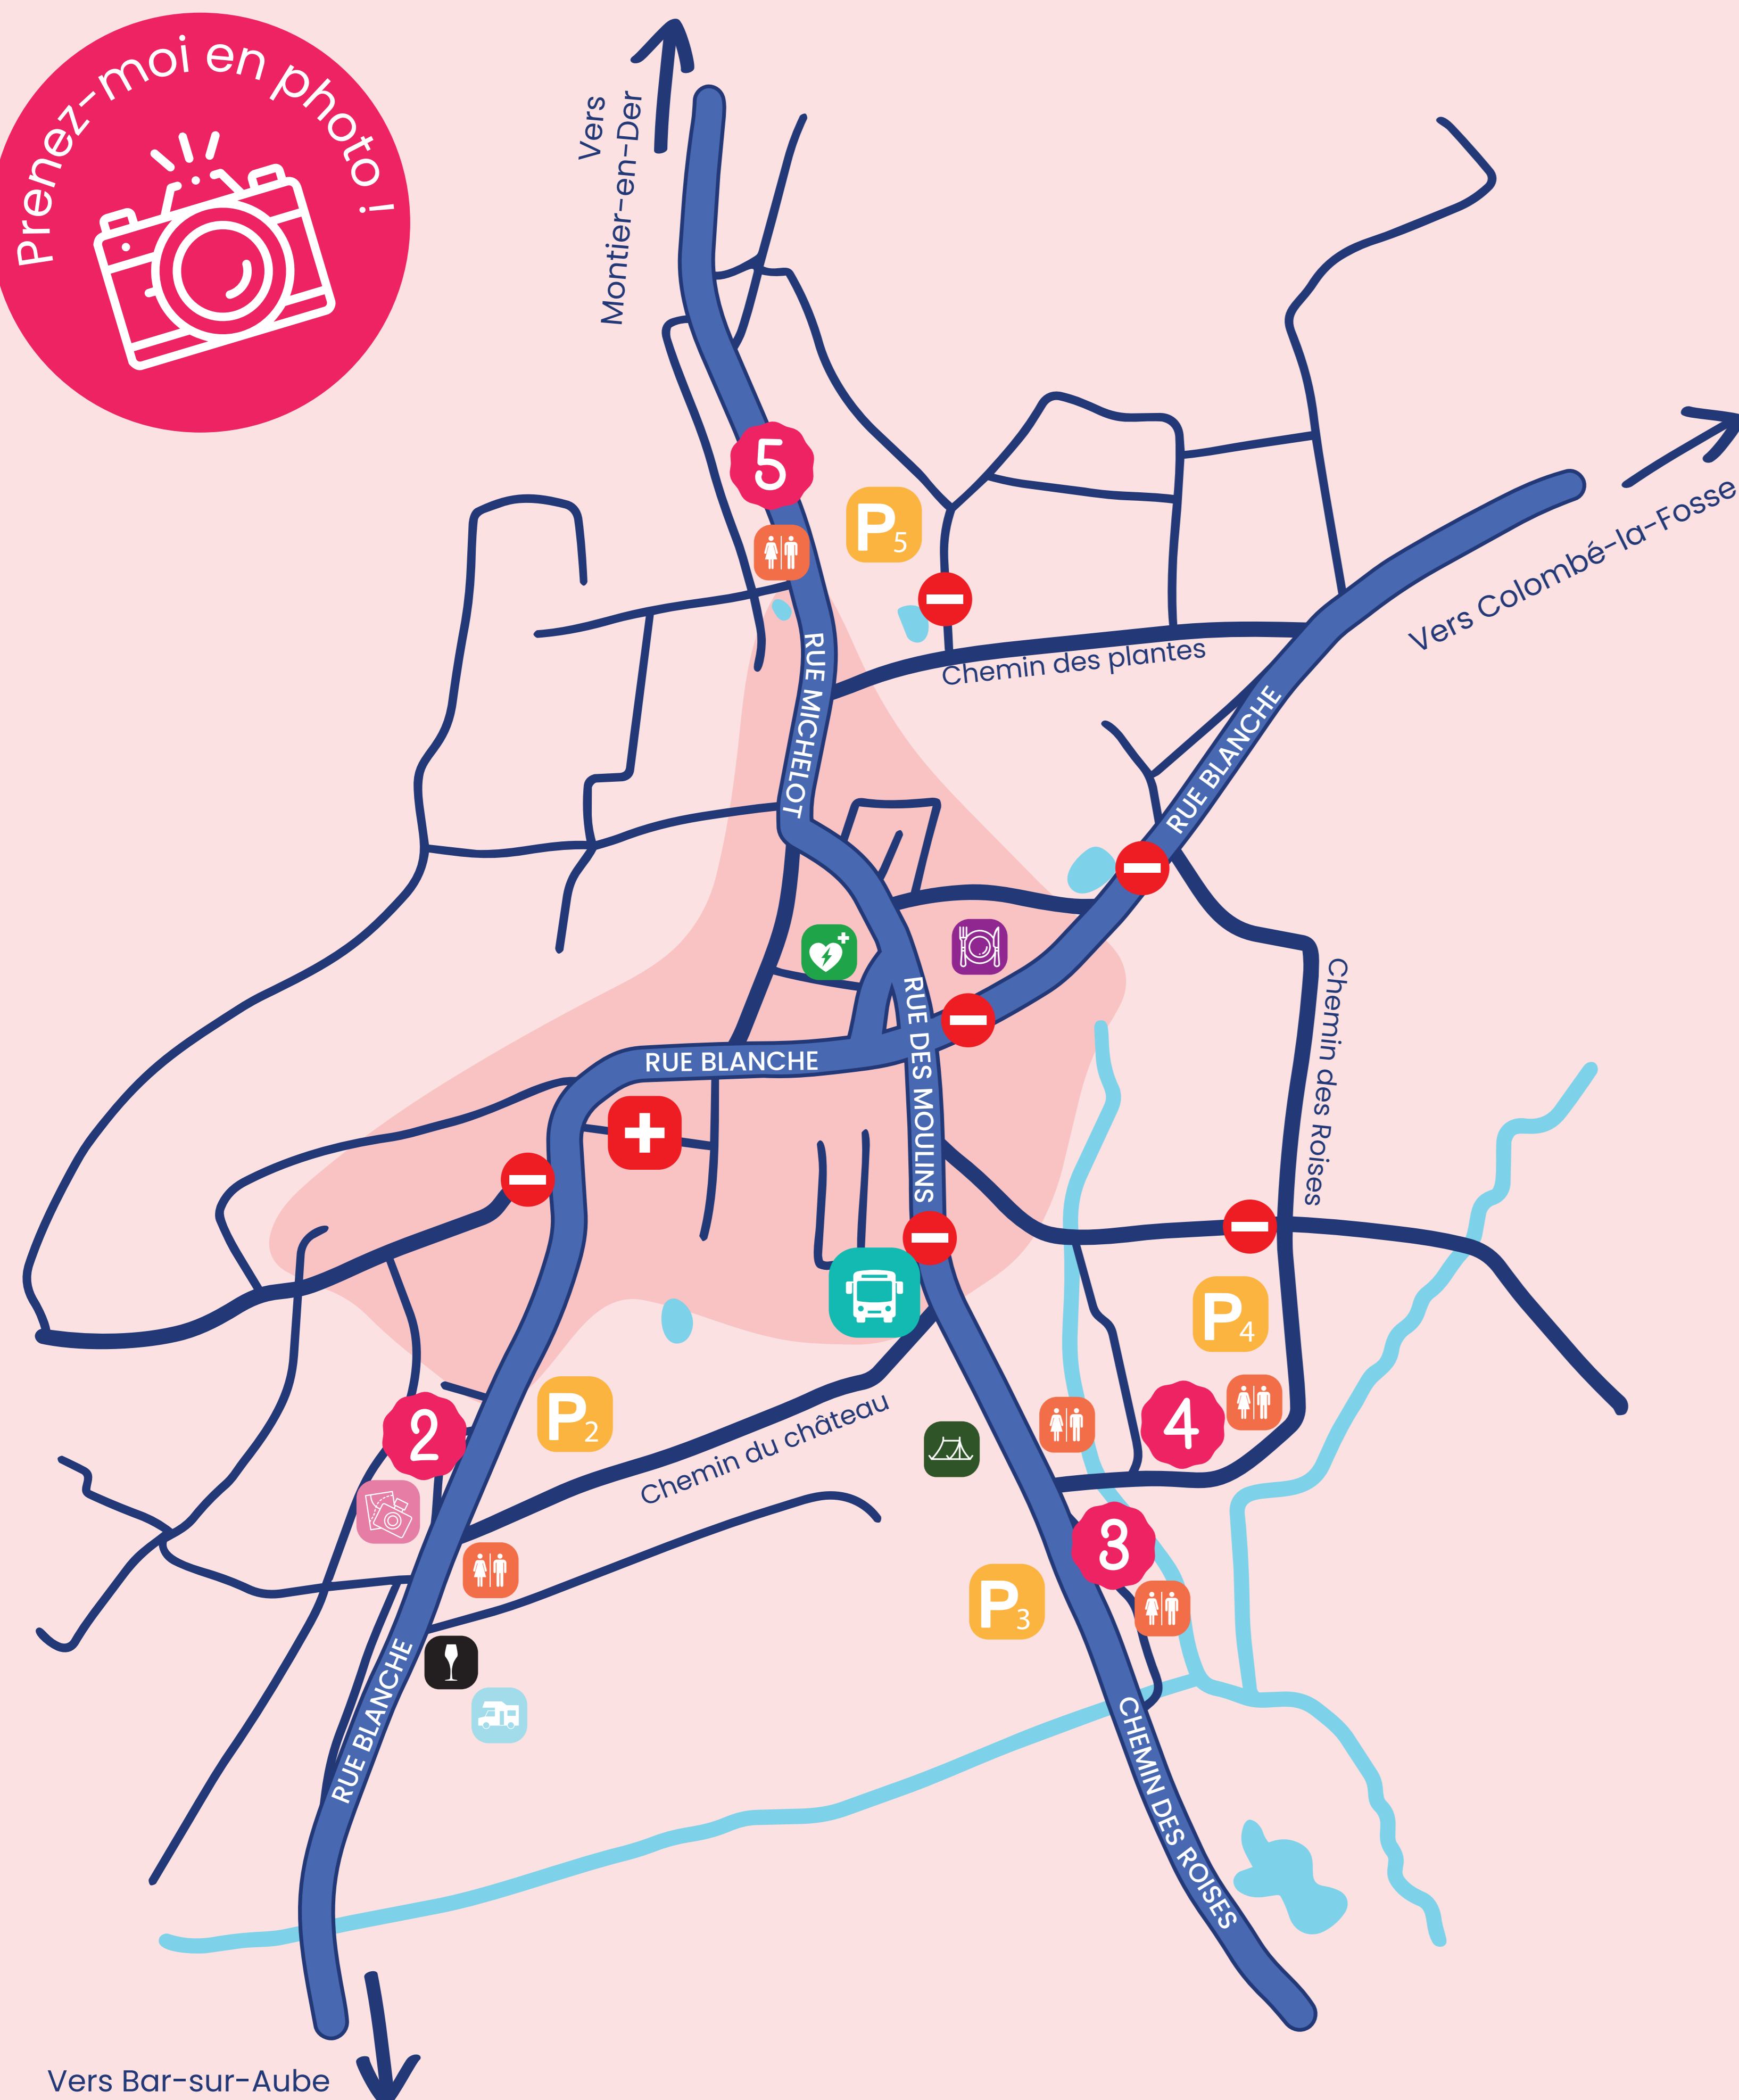 Prenez-moi en photo !
Vers
Montier-en-Der
5
P5
Vers Colombé-la-Fosse
RUE MICHELOT
Chemin des plantes
RUE BLANCHE
RUE DES MOULINS
RUE BLANCHE
Chemin des Roises
P4
P2
2
4
Chemin du château
3
P3
RUE BLANCHE
CHEMIN DES ROISES
Vers Bar-sur-Aube